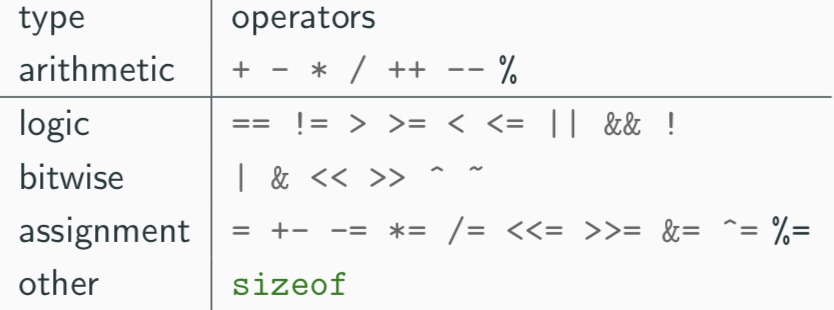 type operators
arithmetic + - * / ++ -- %
logic == != > >= < <= || && !
bitwise | & << >> ^ ~
assignment = +- -= *= /= <<= >>= &= ^= %=
other sizeof